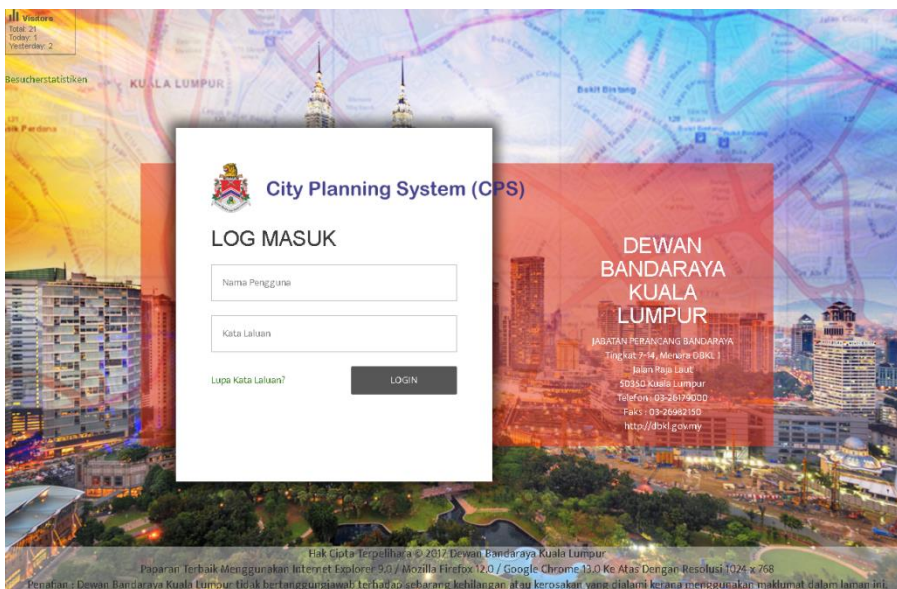 Visitors
Total: 21
Today: 1
Yesterday: 2
Besucherstatistiken
KUALA LUMPUR
Bukit Bintang
City Planning System (CPS)
LOG MASUK
Nama Pengguna
Kata Laluan
Lupa Kata Laluan?
LOGIN
DEWAN
BANDARAYA
KUALA
LUMPUR
JABATAN PERANCANG BANDARAYA
Tingkat 7-14, Menara DBKL 1
Jalan Raja Laut
50350 Kuala Lumpur
Telefon : 03-26179000
Faks : 03-26982150
http://dbkl.gov.my
Hak Cipta Terpelihara © 2017 Dewan Bandaraya Kuala Lumpur
Paparan Terbaik Menggunakan Internet Explorer 9.0 / Mozilla Firefox 12.0 / Google Chrome 13.0 Ke Atas Dengan Resolusi 1024 x 768
Penafian : Dewan Bandaraya Kuala Lumpur tidak bertanggungjawab terhadap sebarang kehilangan atau kerosakan yang dialami kerana menggunakan maklumat dalam laman ini.